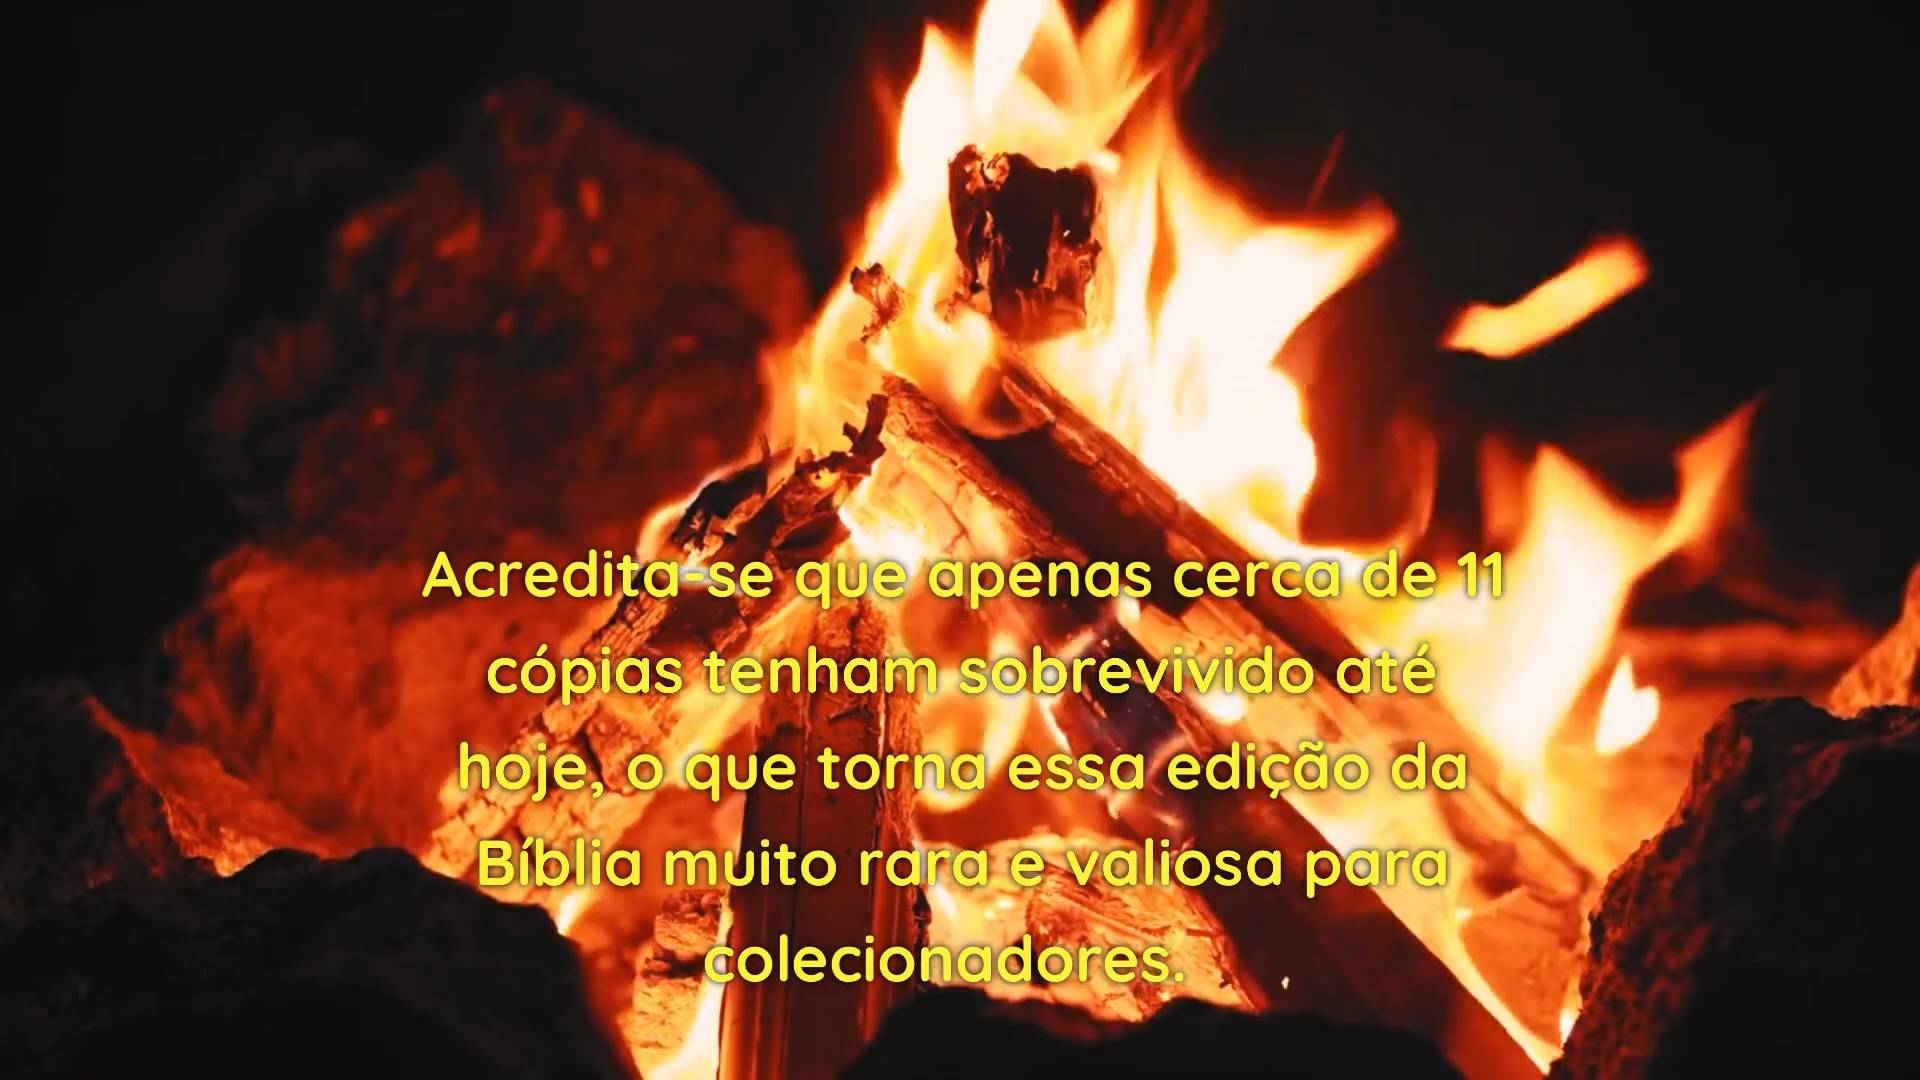 Acredita-se que apenas cerca de 11
cópias tenham sobrevivido até
hoje, o que torna essa edição da
Bíblia muito rara e valiosa para
colecionadores.